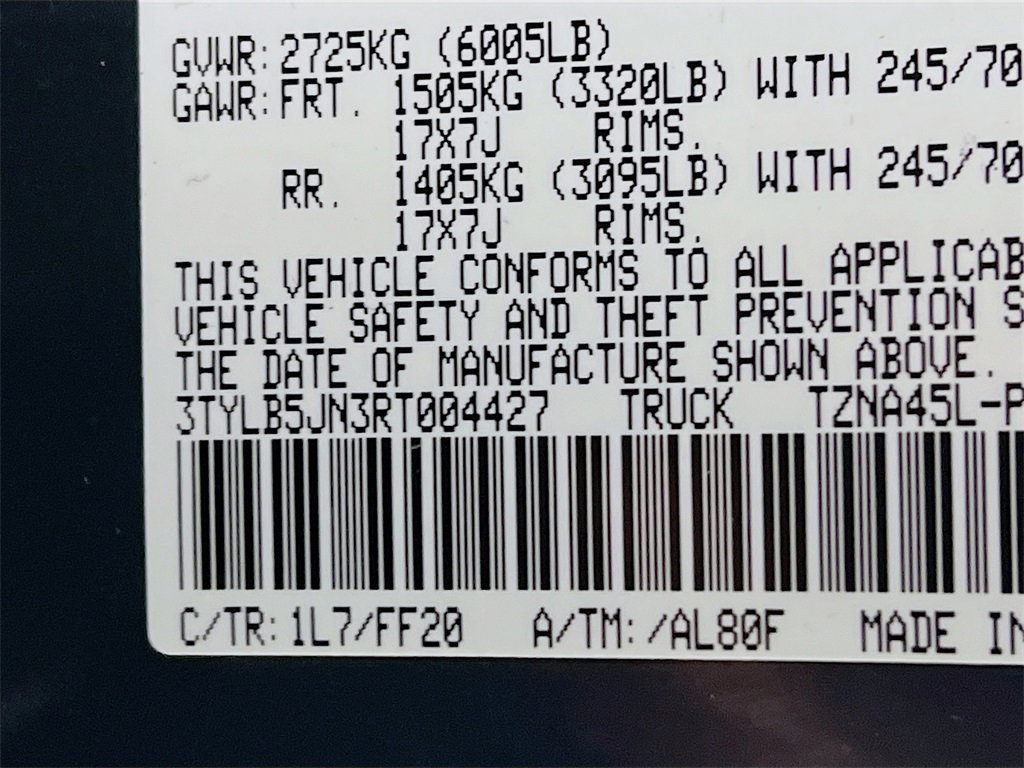 GVWR: 2725KG (6005LB)
GAWR: FRT. 1505KG (3320LB) WITH 245/70
17X7J RIMS.
RR. 1405KG (3095LB) WITH 245/70
17X7J RIMS.
THIS VEHICLE CONFORMS TO ALL APPLICAB
VEHICLE SAFETY AND THEFT PREVENTION S
THE DATE OF MANUFACTURE SHOWN ABOVE.
3TYLB5JN3RT004427 TRUCK TZNA45L-P
C/TR: 1L7/FF20 A/TM: /AL80F MADE IN